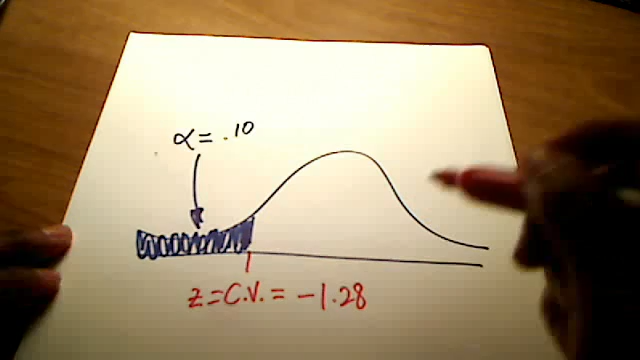 α = .10
z = C.V. = -1.28